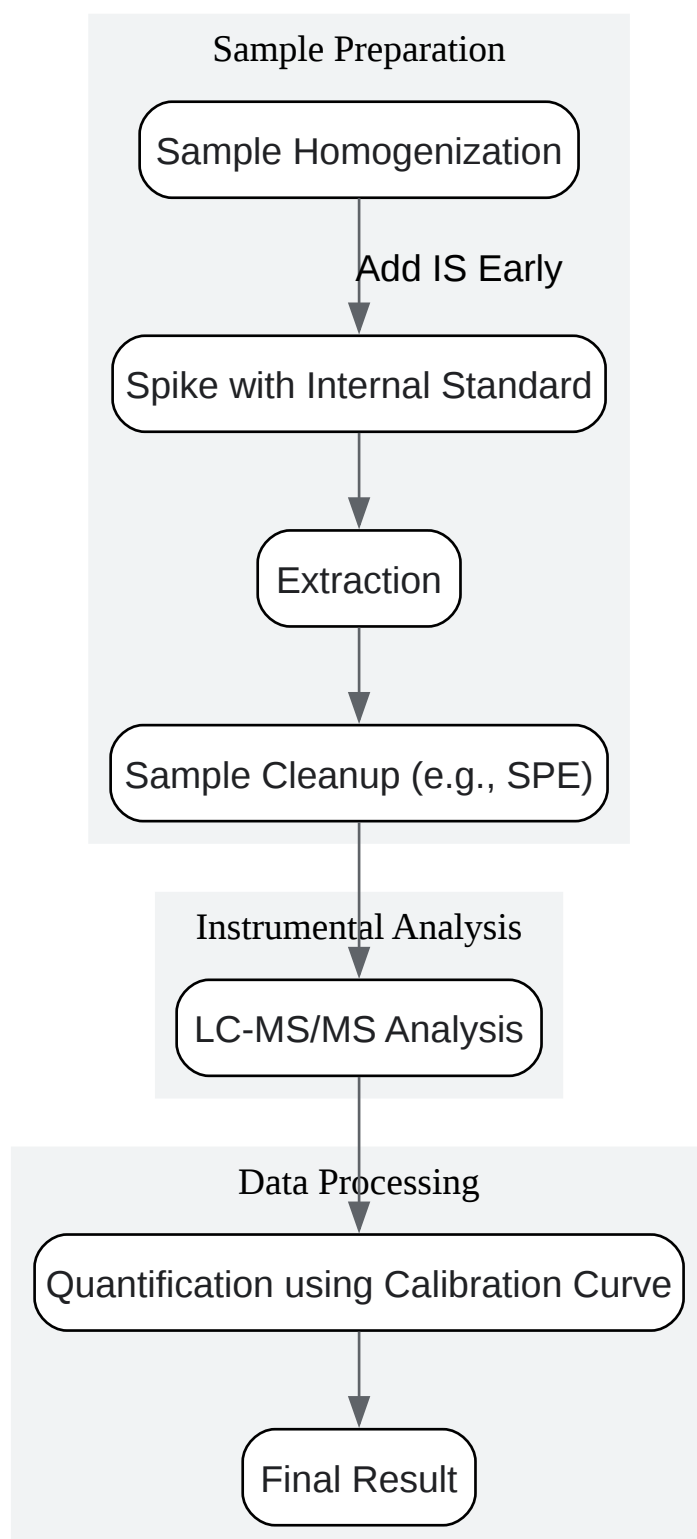 Sample Preparation
Sample Homogenization
Add IS Early
Spike with Internal Standard
Extraction
Sample Cleanup (e.g., SPE)
Instrumental Analysis
LC-MS/MS Analysis
Data Processing
Quantification using Calibration Curve
Final Result